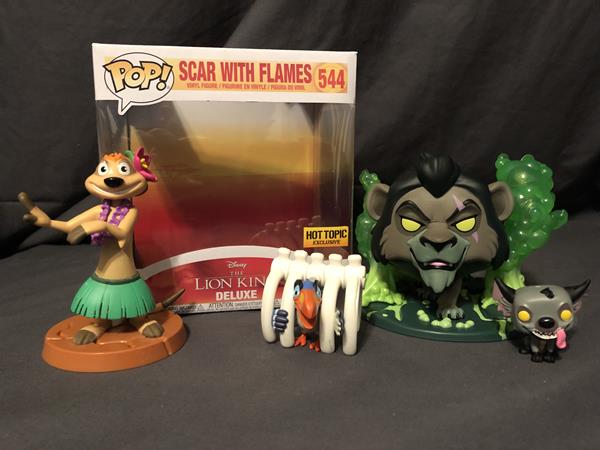 POP!
SCAR WITH FLAMES 544
VINYL FIGURE / FIGURINE EN VINYLE / FIGURA DE VINIL
HOT TOPIC
EXCLUSIVE
Disney
THE
LION KING
DELUXE
ATTENTION